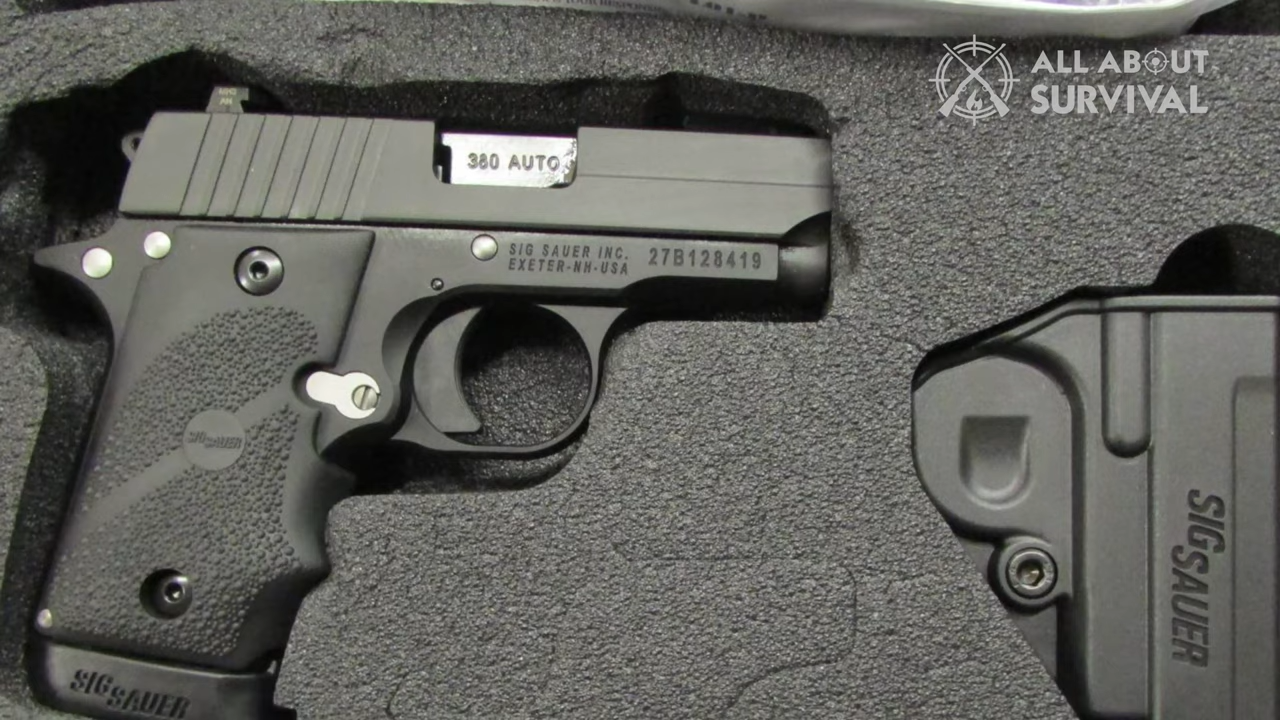 ALL ABOUT
SURVIVAL
380 AUTO
SIG SAUER INC.
EXETER-NH-USA
27B128419
SIG SAUER
SIG SAUER
SIG SAUER